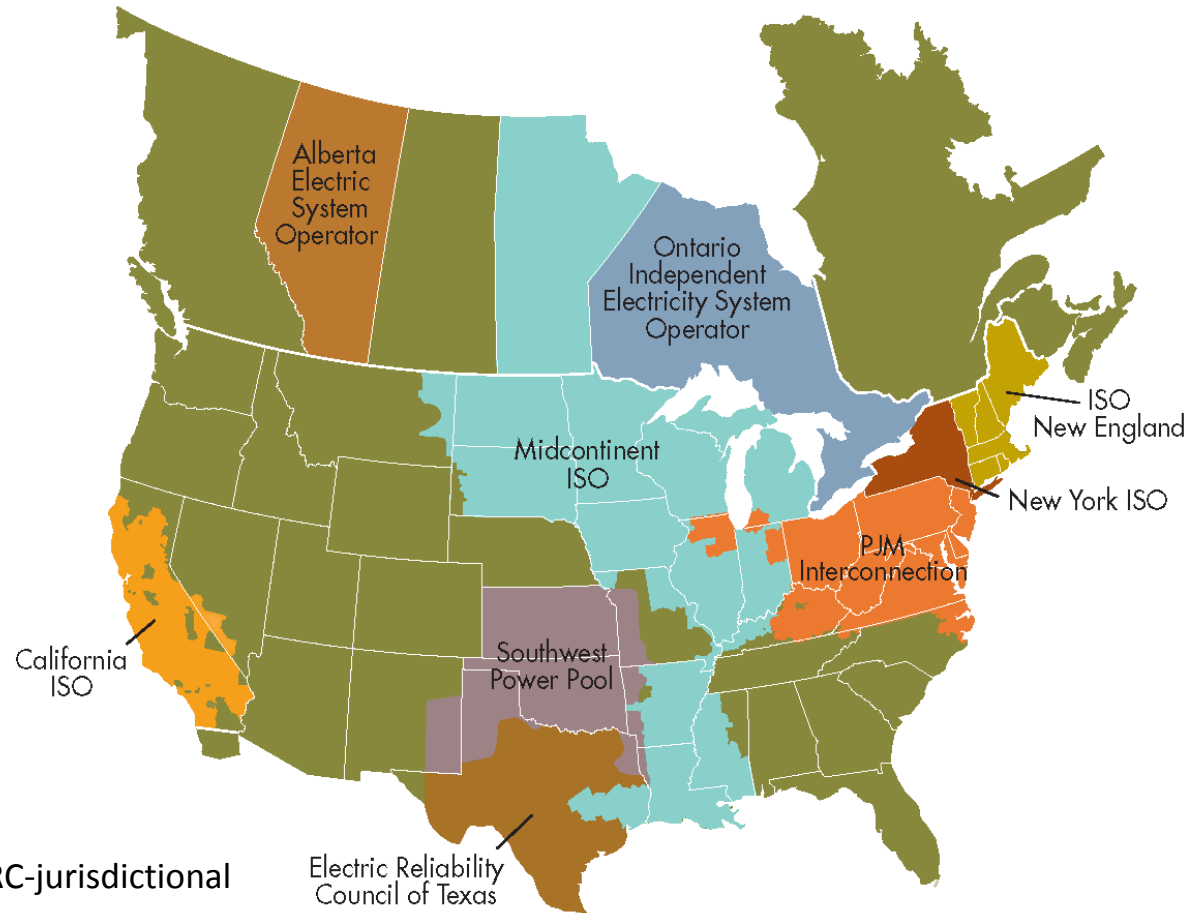 Alberta
Electric
System
Operator
Ontario
Independent
Electricity System
Operator
ISO
New England
Midcontinent
ISO
New York ISO
PJM
Interconnection
California
ISO
Southwest
Power Pool
Electric Reliability
Council of Texas
RC-jurisdictional